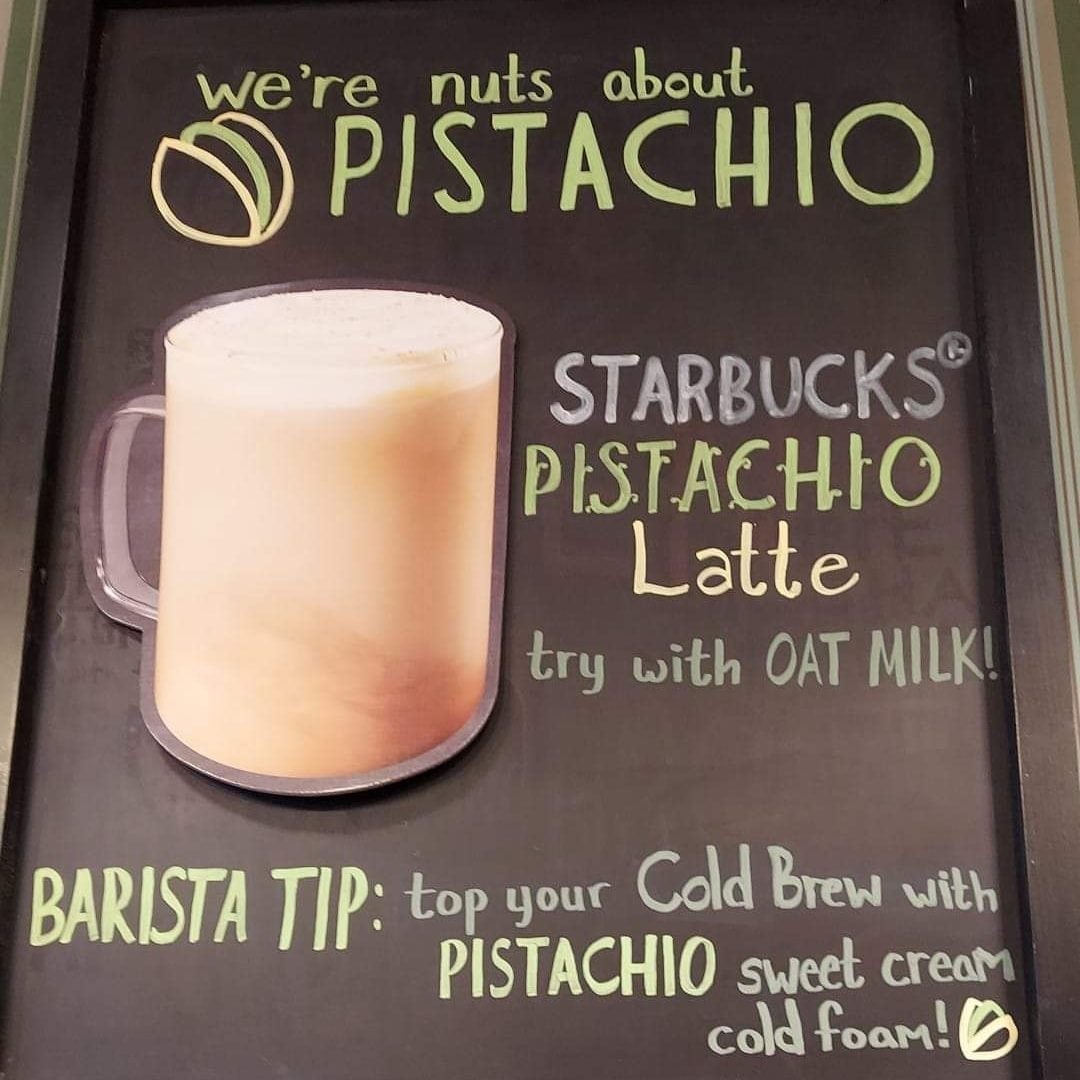 we're nuts about
PISTACHIO
STARBUCKS®
PISTACHIO
Latte
try with OAT MILK!
BARISTA TIP: top your Cold Brew with
PISTACHIO sweet cream
cold foam!